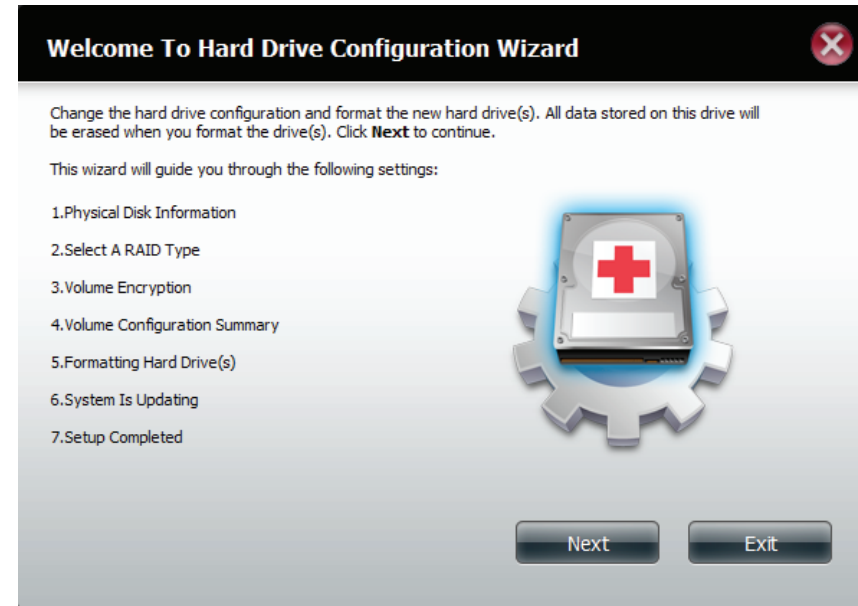 Welcome To Hard Drive Configuration Wizard
Change the hard drive configuration and format the new hard drive(s). All data stored on this drive will
be erased when you format the drive(s). Click Next to continue.
This wizard will guide you through the following settings:
1.Physical Disk Information
2.Select A RAID Type
3.Volume Encryption
4.Volume Configuration Summary
5.Formatting Hard Drive(s)
6.System Is Updating
7.Setup Completed
Next
Exit